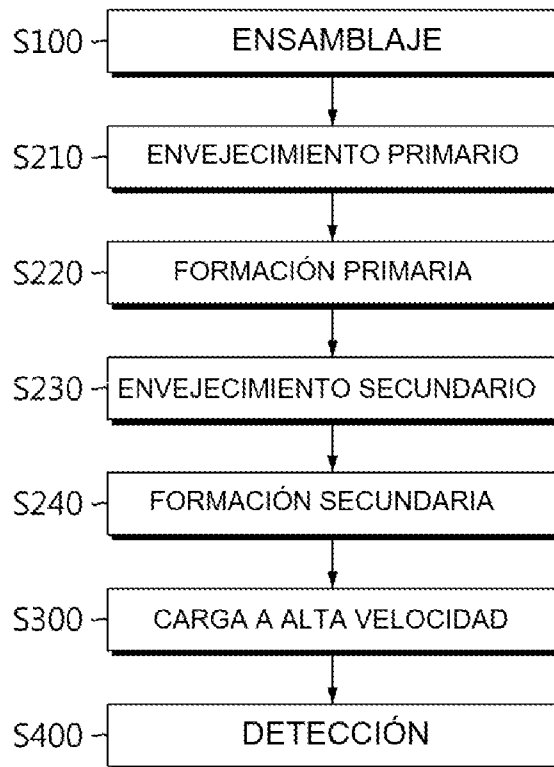 S100 ENSAMBLAJE
S210 ENVEJECIMIENTO PRIMARIO
S220 FORMACIÓN PRIMARIA
S230 ENVEJECIMIENTO SECUNDARIO
S240 FORMACIÓN SECUNDARIA
S300 CARGA A ALTA VELOCIDAD
S400 DETECCIÓN